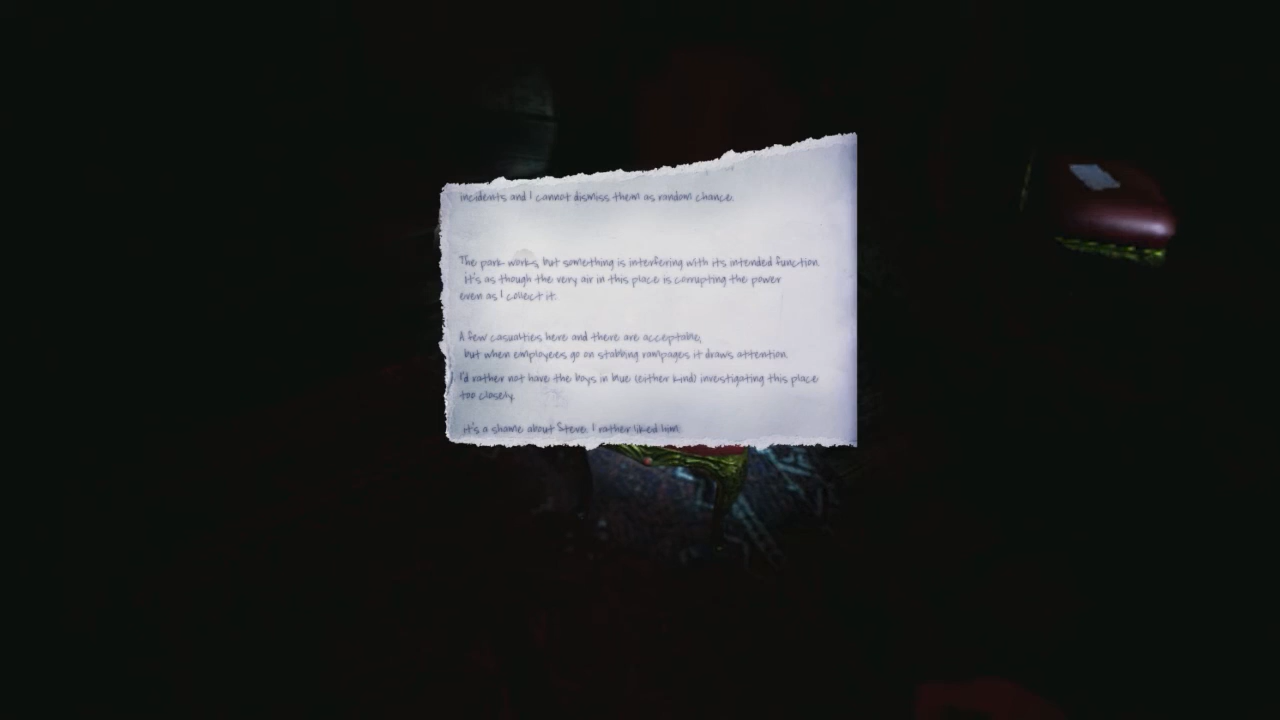 incidents and I cannot dismiss them as random chance.
The park works, but something is interfering with its intended function.
it's as though the very air in this place is corrupting the power
even as I collect it.
A few casualties here and there are acceptable,
but when employees go on stabbing rampages it draws attention.
I'd rather not have the boys in blue (either kind) investigating this place
too closely.
it's a shame about Steve. I rather liked him.